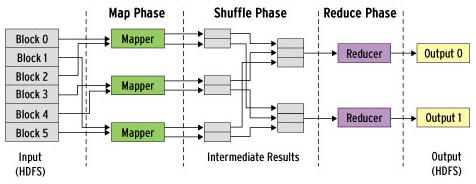 Map Phase
Shuffle Phase
Reduce Phase
Block 0
Block 1
Block 2
Block 3
Block 4
Block 5
Mapper
Mapper
Mapper
Reducer
Reducer
Output 0
Output 1
Input
(HDFS)
Intermediate Results
Output
(HDFS)